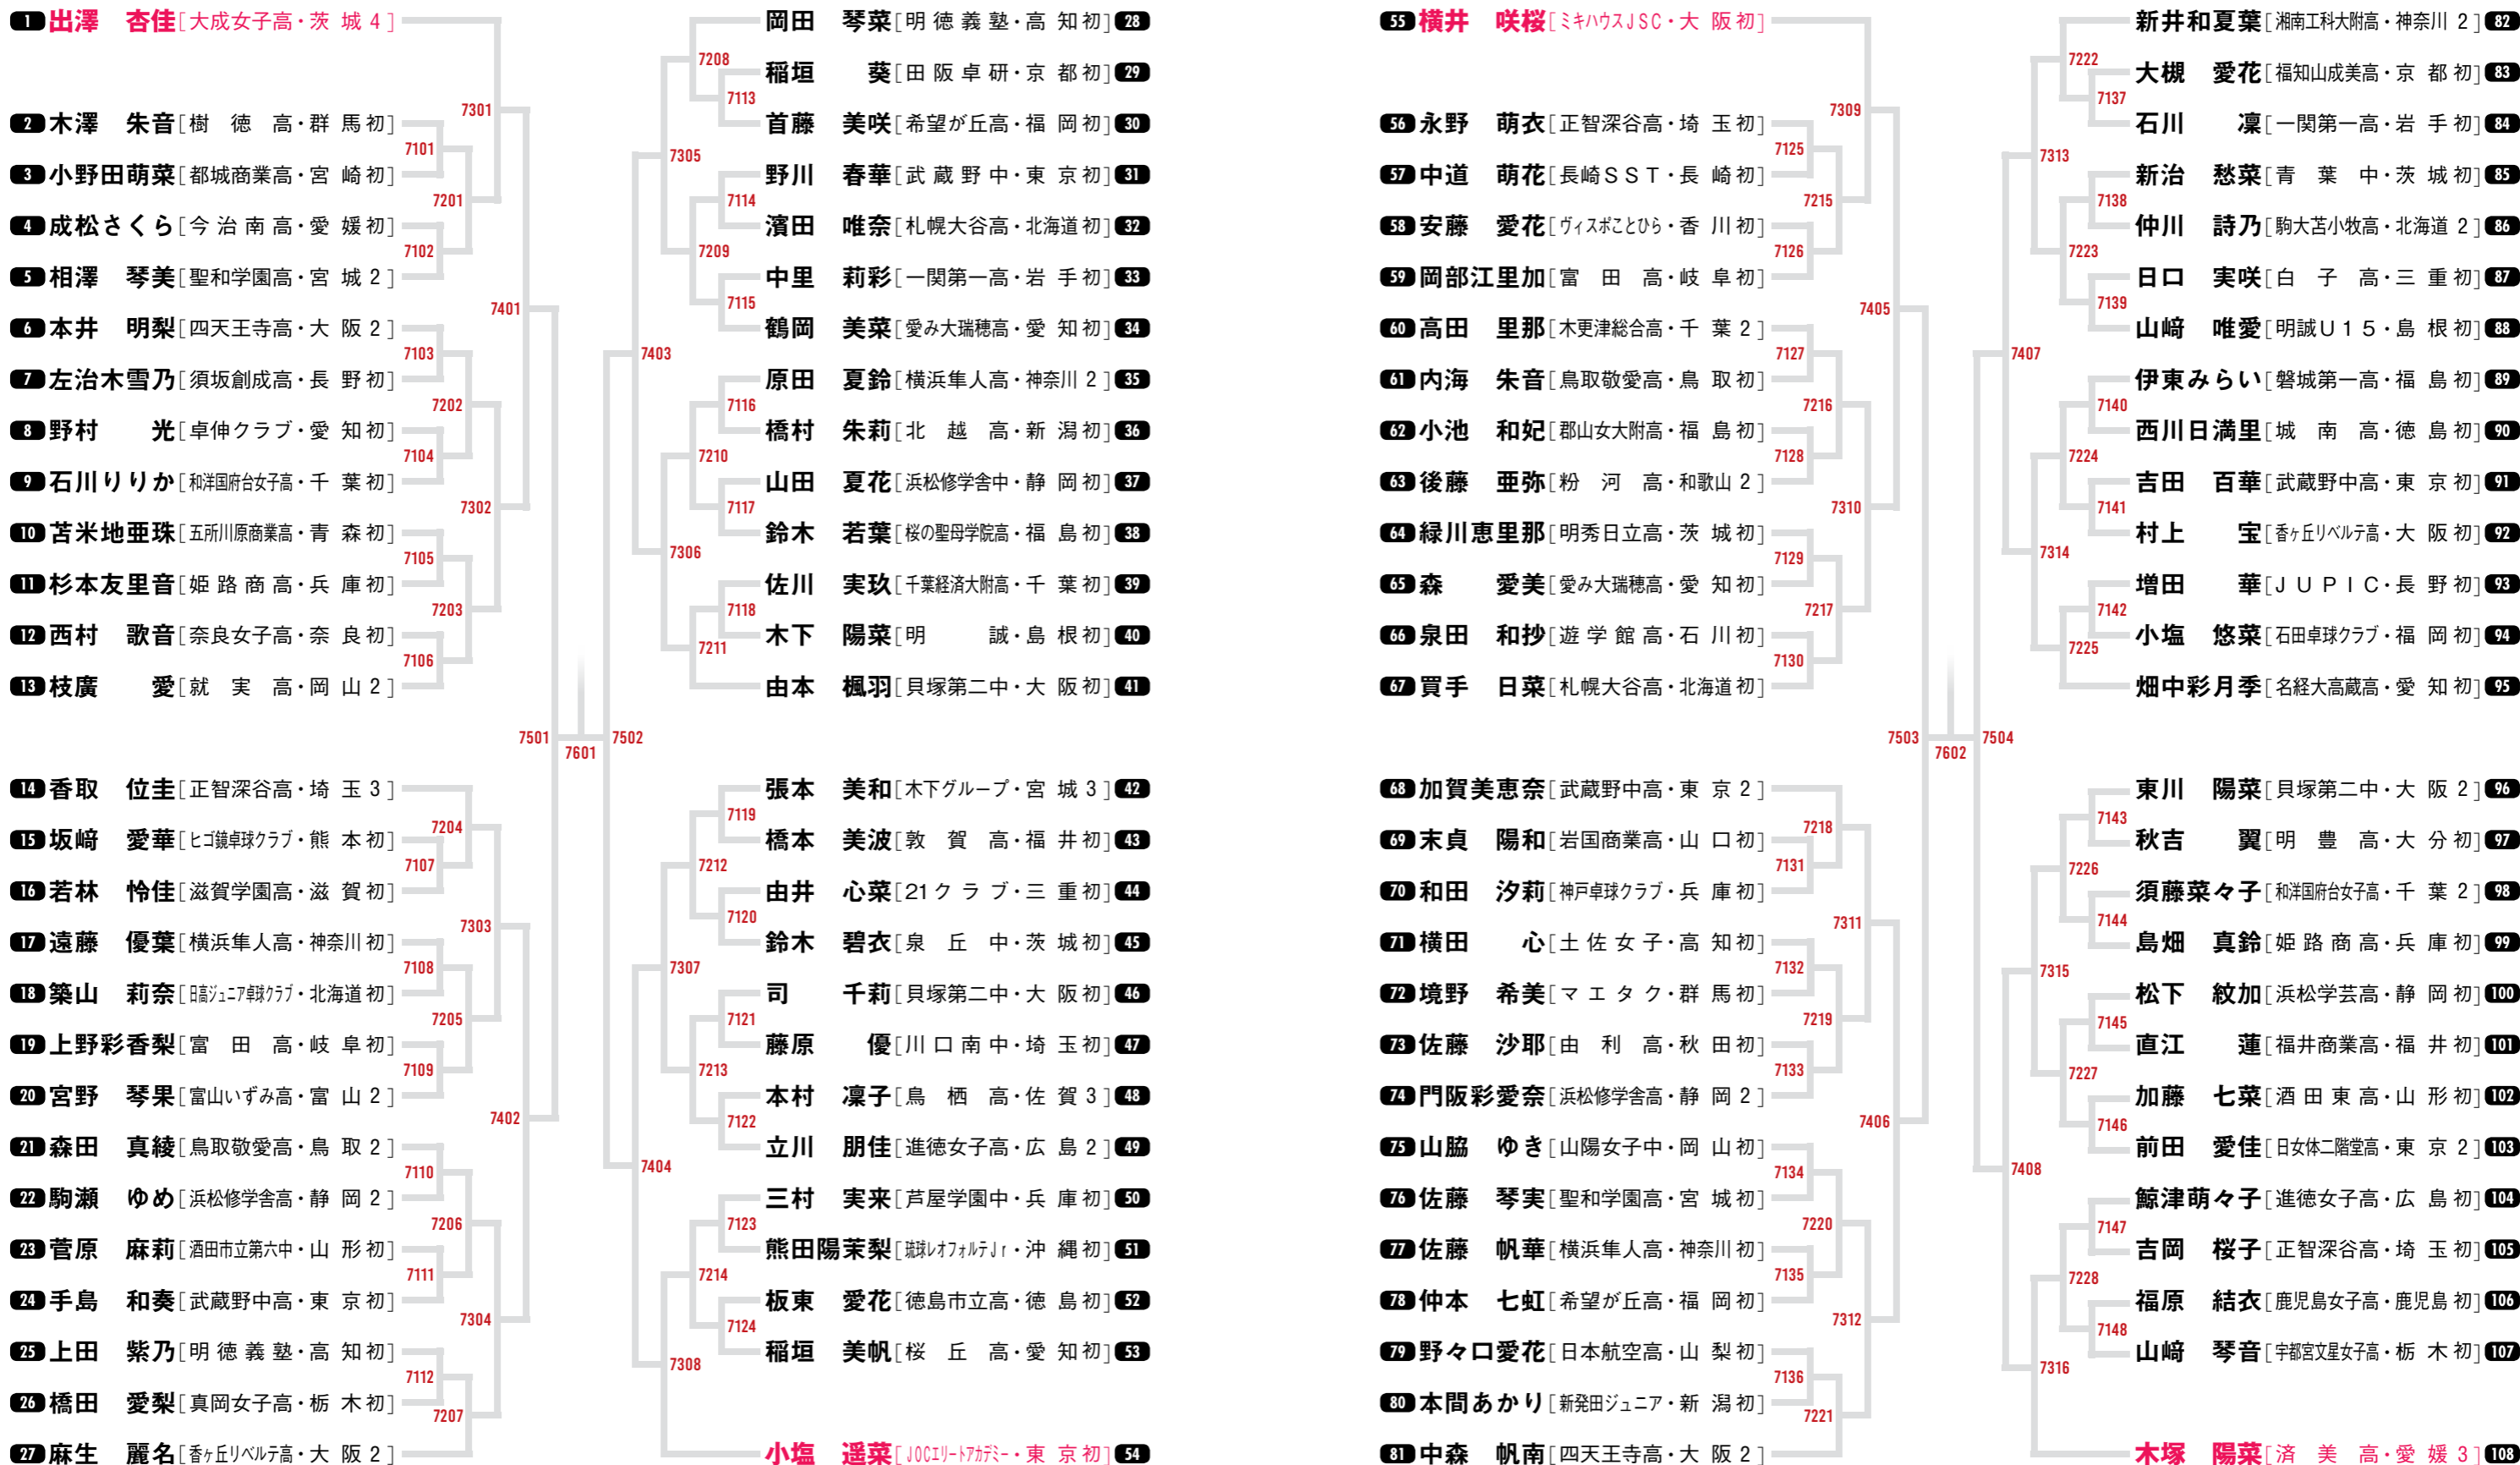 1 出澤 杏佳[大成女子高・茨城4]
2 木澤 朱音[樹徳高・群馬初]
3 小野田萌菜[都城商業高・宮崎初]
4 成松さくら[今治南高・愛媛初]
5 相澤 琴美[聖和学園高・宮城2]
6 本井 明梨[四天王寺高・大阪2]
7 左治木雪乃[須坂創成高・長野初]
8 野村 光[卓伸クラブ・愛知初]
9 石川りりか[和洋国府台女子高・千葉初]
10 苫米地亜珠[五所川原商業高・青森初]
11 杉本友里音[姫路商高・兵庫初]
12 西村 歌音[奈良女子高・奈良初]
13 枝廣 愛[就実高・岡山2]
14 香取 位圭[正智深谷高・埼玉3]
15 坂﨑 愛華[ヒゴ鏡卓球クラブ・熊本初]
16 若林 怜佳[滋賀学園高・滋賀初]
17 遠藤 優葉[横浜隼人高・神奈川初]
18 築山 莉奈[日高ジュニア卓球クラブ・北海道初]
19 上野彩香梨[富田高・岐阜初]
20 宮野 琴果[富山いずみ高・富山2]
21 森田 真綾[鳥取敬愛高・鳥取2]
22 駒瀬 ゆめ[浜松修学舎高・静岡2]
23 菅原 麻莉[酒田市立第六中・山形初]
24 手島 和奏[武蔵野中高・東京初]
25 上田 紫乃[明徳義塾・高知初]
26 橋田 愛梨[真岡女子高・栃木初]
27 麻生 麗名[香ヶ丘リベルテ高・大阪2]
7101
7102
7103
7104
7105
7106
7107
7108
7109
7110
7111
7112
7201
7202
7203
7204
7205
7206
7207
7301
7302
7303
7304
7401
7402
7501
7601
7502
7403
7404
7305
7306
7307
7308
7208
7209
7210
7211
7212
7213
7214
7113
7114
7115
7116
7117
7118
7119
7120
7121
7122
7123
7124
岡田 琴菜[明徳義塾・高知初] 28
稲垣 葵[田阪卓研・京都初] 29
首藤 美咲[希望が丘高・福岡初] 30
野川 春華[武蔵野中・東京初] 31
濱田 唯奈[札幌大谷高・北海道初] 32
中里 莉彩[一関第一高・岩手初] 33
鶴岡 美菜[愛み大瑞穂高・愛知初] 34
原田 夏鈴[横浜隼人高・神奈川2] 35
橋村 朱莉[北越高・新潟初] 36
山田 夏花[浜松修学舎中・静岡初] 37
鈴木 若葉[桜の聖母学院高・福島初] 38
佐川 実玖[千葉経済大附高・千葉初] 39
木下 陽菜[明誠・島根初] 40
由本 楓羽[貝塚第二中・大阪初] 41
張本 美和[木下グループ・宮城3] 42
橋本 美波[敦賀高・福井初] 43
由井 心菜[21クラブ・三重初] 44
鈴木 碧衣[泉丘中・茨城初] 45
司 千莉[貝塚第二中・大阪初] 46
藤原 優[川口南中・埼玉初] 47
本村 凜子[鳥栖高・佐賀3] 48
立川 朋佳[進徳女子高・広島2] 49
三村 実来[芦屋学園中・兵庫初] 50
熊田陽茉梨[琉球レオフォルテJr・沖縄初] 51
板東 愛花[徳島市立高・徳島初] 52
稲垣 美帆[桜丘高・愛知初] 53
小塩 遥菜[JOCエリートアカデミー・東京初] 54
55 横井 咲桜[ミキハウスJSC・大阪初]
56 永野 萌衣[正智深谷高・埼玉初]
57 中道 萌花[長崎SST・長崎初]
58 安藤 愛花[ヴィスポことひら・香川初]
59 岡部江里加[富田高・岐阜初]
60 高田 里那[木更津総合高・千葉2]
61 内海 朱音[鳥取敬愛高・鳥取初]
62 小池 和妃[郡山女大附高・福島初]
63 後藤 亜弥[粉河高・和歌山2]
64 緑川恵里那[明秀日立高・茨城初]
65 森 愛美[愛み大瑞穂高・愛知初]
66 泉田 和抄[遊学館高・石川初]
67 買手 日菜[札幌大谷高・北海道初]
68 加賀美恵奈[武蔵野中高・東京2]
69 末貞 陽和[岩国商業高・山口初]
70 和田 汐莉[神戸卓球クラブ・兵庫初]
71 横田 心[土佐女子・高知初]
72 境野 希美[マエタク・群馬初]
73 佐藤 沙耶[由利高・秋田初]
74 門阪彩愛奈[浜松修学舎高・静岡2]
75 山脇 ゆき[山陽女子中・岡山初]
76 佐藤 琴実[聖和学園高・宮城初]
77 佐藤 帆華[横浜隼人高・神奈川初]
78 仲本 七虹[希望が丘高・福岡初]
79 野々口愛花[日本航空高・山梨初]
80 本間あかり[新発田ジュニア・新潟初]
81 中森 帆南[四天王寺高・大阪2]
7125
7126
7127
7128
7129
7130
7131
7132
7133
7134
7135
7136
7215
7216
7217
7218
7219
7220
7221
7309
7310
7311
7312
7405
7406
7503
7602
7504
7407
7408
7313
7314
7315
7316
7222
7223
7224
7225
7226
7227
7228
7137
7138
7139
7140
7141
7142
7143
7144
7145
7146
7147
7148
新井和夏葉[湘南工科大附高・神奈川2] 82
大槻 愛花[福知山成美高・京都初] 83
石川 凜[一関第一高・岩手初] 84
新治 愁菜[青葉中・茨城初] 85
仲川 詩乃[駒大苫小牧高・北海道2] 86
日口 実咲[白子高・三重初] 87
山﨑 唯愛[明誠U15・島根初] 88
伊東みらい[磐城第一高・福島初] 89
西川日満里[城南高・徳島初] 90
吉田 百華[武蔵野中高・東京初] 91
村上 宝[香ヶ丘リベルテ高・大阪初] 92
増田 華[JUPIC・長野初] 93
小塩 悠菜[石田卓球クラブ・福岡初] 94
畑中彩月季[名経大高蔵高・愛知初] 95
東川 陽菜[貝塚第二中・大阪2] 96
秋吉 翼[明豊高・大分初] 97
須藤菜々子[和洋国府台女子高・千葉2] 98
島畑 真鈴[姫路商高・兵庫初] 99
松下 紋加[浜松学芸高・静岡初] 100
直江 蓮[福井商業高・福井初] 101
加藤 七菜[酒田東高・山形初] 102
前田 愛佳[日女体二階堂高・東京2] 103
鯨津萌々子[進徳女子高・広島初] 104
吉岡 桜子[正智深谷高・埼玉初] 105
福原 結衣[鹿児島女子高・鹿児島初] 106
山﨑 琴音[宇都宮文星女子高・栃木初] 107
木塚 陽菜[済美高・愛媛3] 108